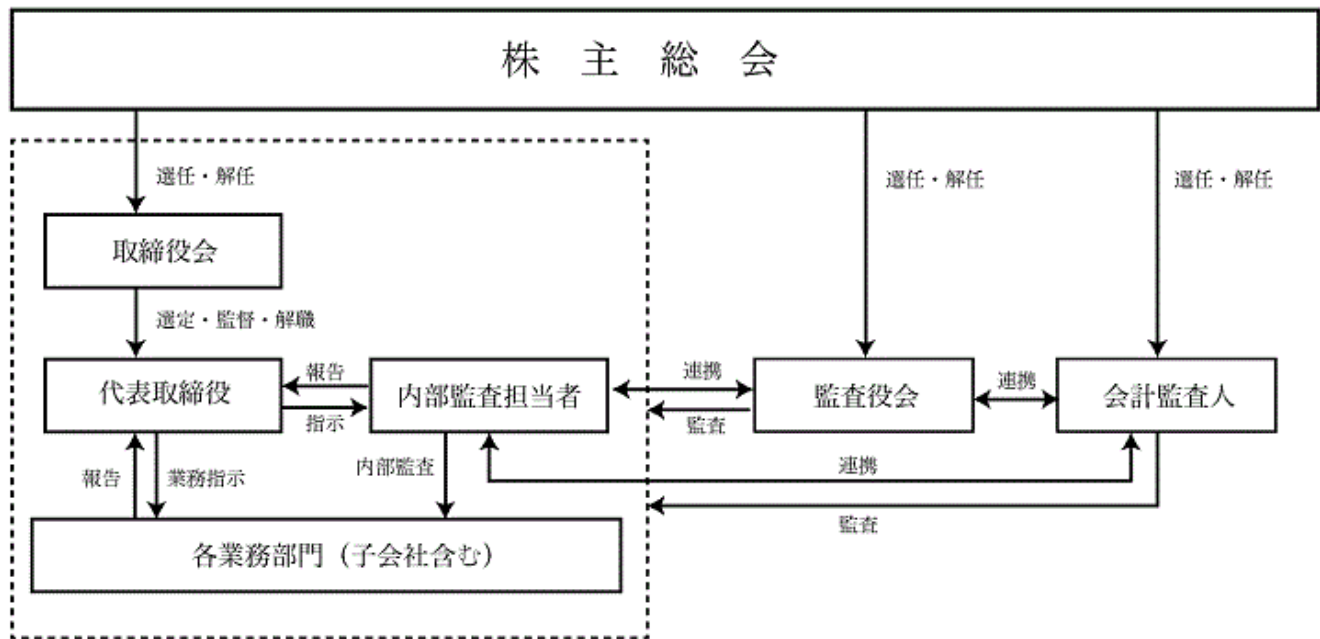 株主総会
選任・解任
選任・解任
選任・解任
取締役会
選定・監督・解職
代表取締役
報告
指示
内部監査担当者
連携
監査
監査役会
連携
会計監査人
報告
業務指示
内部監査
連携
監査
各業務部門（子会社含む）